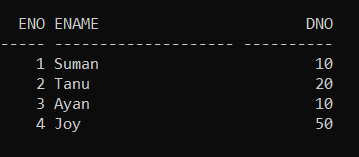 ENO ENAME DNO
----- -------------------- ----------
1 Suman 10
2 Tanu 20
3 Ayan 10
4 Joy 50